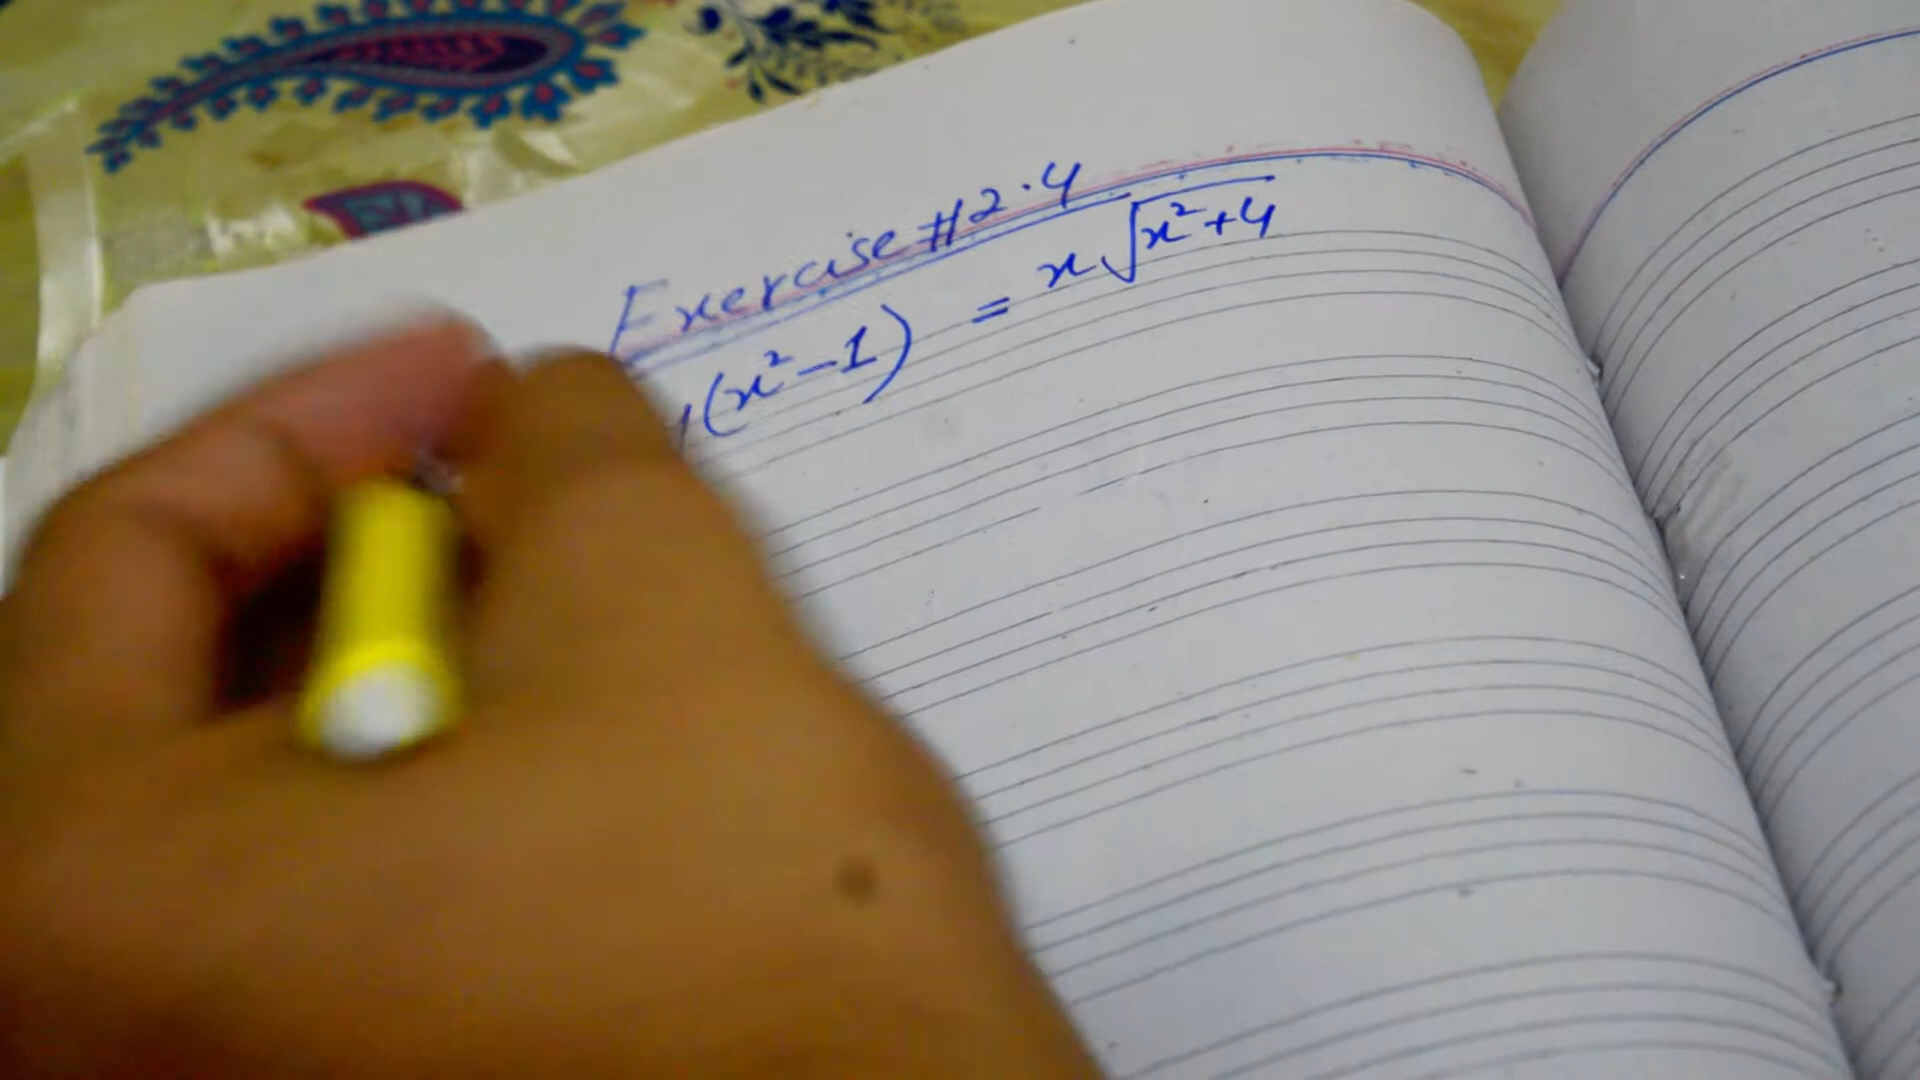 Exercise #2.4
(x²-1) = x√x²+4